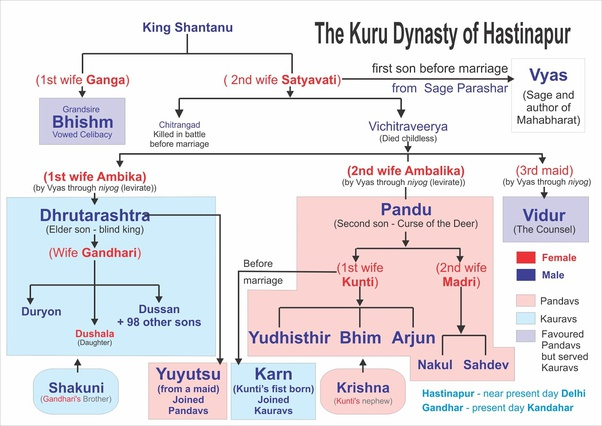 The Kuru Dynasty of Hastinapur
King Shantanu
(1st wife Ganga)
( 2nd wife Satyavati)
first son before marriage
from Sage Parashar
Vyas
(Sage and
author of
Mahabharat)
Grandsire
Bhishm
Vowed Celibacy
Chitrangad
Killed in battle
before marriage
Vichitraveerya
(Died childless)
(1st wife Ambika)
(by Vyas through niyog (levirate))
(2nd wife Ambalika)
(by Vyas through niyog (levirate))
(3rd maid)
(by Vyas through niyog)
Dhrutarashtra
(Elder son - blind king)
(Wife Gandhari)
Duryon
Dushala
(Daughter)
Dussan
+ 98 other sons
Pandu
(Second son - Curse of the Deer)
Before
marriage
(1st wife
Kunti)
(2nd wife
Madri)
Yudhisthir
Bhim
Arjun
Nakul
Sahdev
Vidur
(The Counsel)
Female
Male
Pandavs
Kauravs
Favoured
Pandavs
but served
Kauravs
Shakuni
(Gandhari's Brother)
Yuyutsu
(from a maid)
Joined
Pandavs
Karn
(Kunti's fist born)
Joined
Kauravs
Krishna
(Kunti's nephew)
Hastinapur - near present day Delhi
Gandhar - present day Kandahar